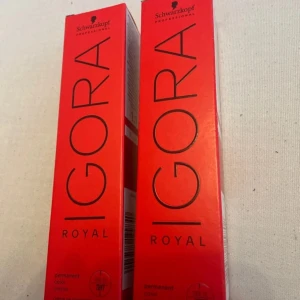 Schwarzkopf
PROFESSIONAL
IGORA
ROYAL
Schwarzkopf
PROFESSIONAL
IGORA
ROYAL